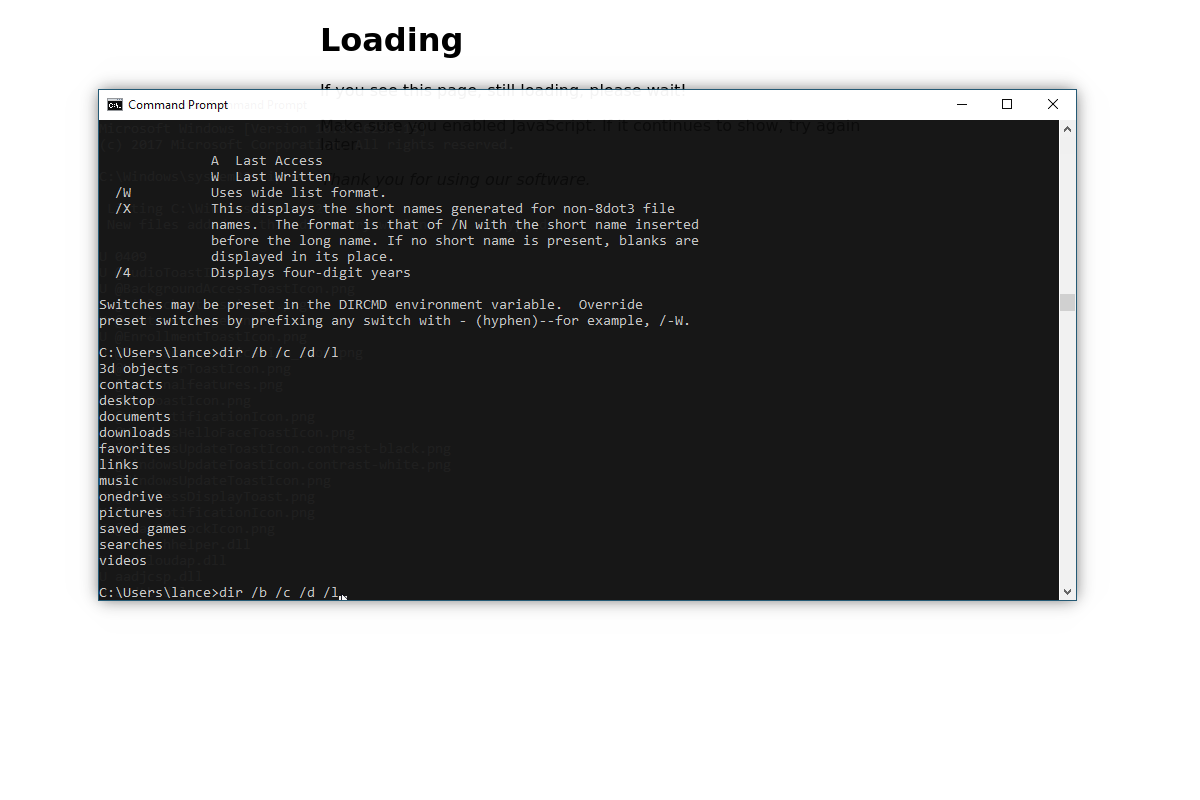 Loading
If you see this page, still loading, please wait!
Command Prompt
Make sure you enabled JavaScript. If it continues to show, try again
later.
Thank you for using our software.
A  Last Access
W  Last Written
/W  Uses wide list format.
/X  This displays the short names generated for non-8dot3 file
names.  The format is that of /N with the short name inserted
before the long name. If no short name is present, blanks are
displayed in its place.
/4  Displays four-digit years
Switches may be preset in the DIRCMD environment variable.  Override
preset switches by prefixing any switch with - (hyphen)--for example, /-W.
C:\Users\lance>dir /b /c /d /l
3d objects
contacts
desktop
documents
downloads
favorites
links
music
onedrive
pictures
saved games
searches
videos
C:\Users\lance>dir /b /c /d /l